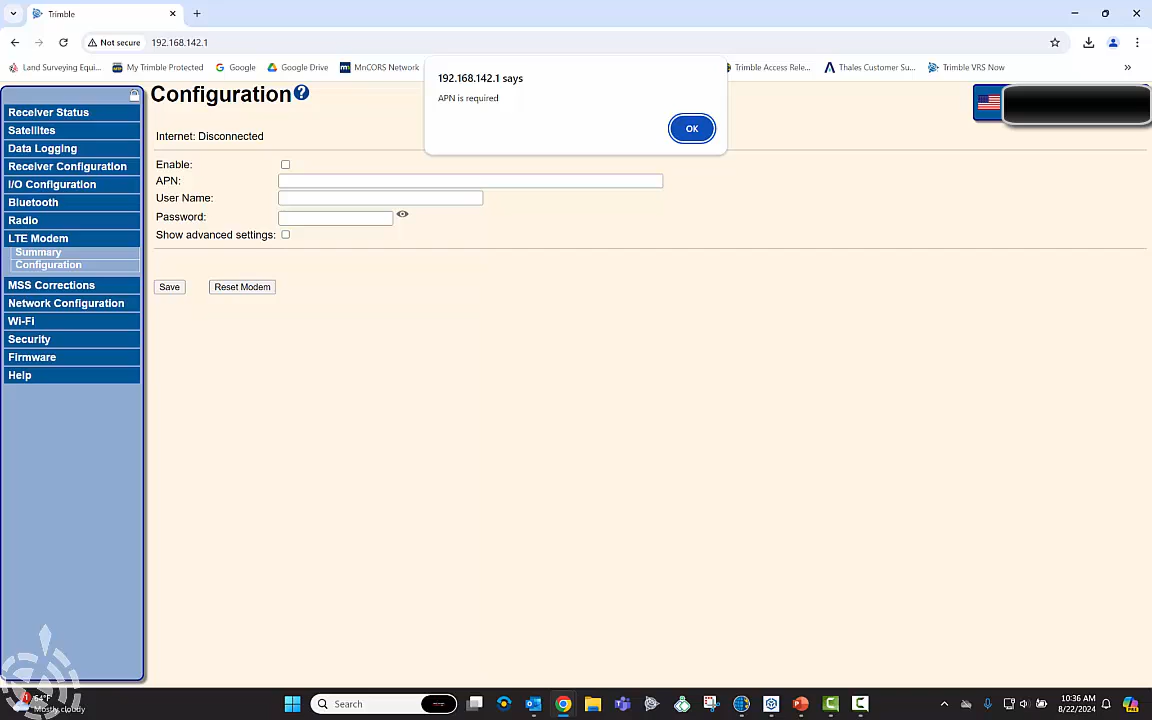 Trimble
Not secure
192.168.142.1
Land Surveying Equi...
My Trimble Protected
Google
Google Drive
MnCORS Network
Trimble Access Rele...
Thales Customer Su...
Trimble VRS Now
192.168.142.1 says
APN is required
OK
Receiver Status
Satellites
Data Logging
Receiver Configuration
I/O Configuration
Bluetooth
Radio
LTE Modem
Summary
Configuration
MSS Corrections
Network Configuration
Wi-Fi
Security
Firmware
Help
Configuration
Internet: Disconnected
Enable:
APN:
User Name:
Password:
Show advanced settings:
Save
Reset Modem
64°F
Mostly cloudy
Search
10:36 AM
8/22/2024